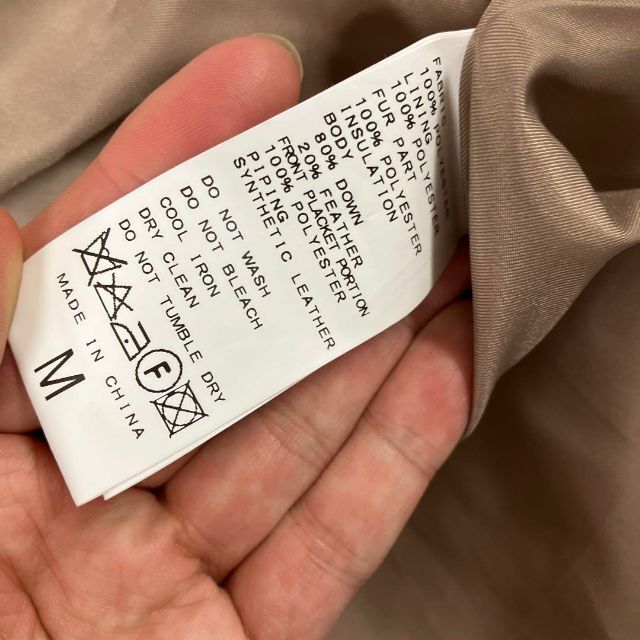 FABRIC
100% POLYESTER
LINING
100% POLYESTER
FUR PART
100% POLYESTER
INSULATION
BODY
80% DOWN
20% FEATHER
FRONT PLACKET PORTION
100% POLYESTER
PIPING
SYNTHETIC LEATHER
DO NOT WASH
DO NOT BLEACH
COOL IRON
DRY CLEAN
DO NOT TUMBLE DRY
F
MADE IN CHINA
M